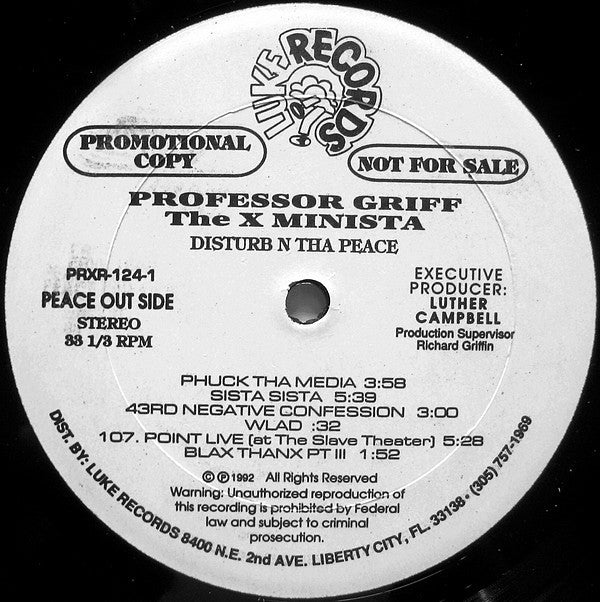 LUKE RECORDS
PROMOTIONAL
COPY
NOT FOR SALE
PROFESSOR GRIFF
The X MINISTA
DISTURB N THA PEACE
PRXR-124-1
PEACE OUT SIDE
STEREO
33 1/3 RPM
EXECUTIVE
PRODUCER:
LUTHER
CAMPBELL
Production Supervisor
Richard Griffin
PHUCK THA MEDIA 3:58
SISTA SISTA 5:39
43RD NEGATIVE CONFESSION 3:00
WLAD :32
107. POINT LIVE (at The Slave Theater) 5:28
BLAX THANX PT III 1:52
© ℗ 1992 All Rights Reserved
Warning: Unauthorized reproduction of
this recording is prohibited by Federal
law and subject to criminal
prosecution.
DIST. BY: LUKE RECORDS 8400 N.E. 2nd AVE. LIBERTY CITY, FL. 33138 • (305) 757-1969